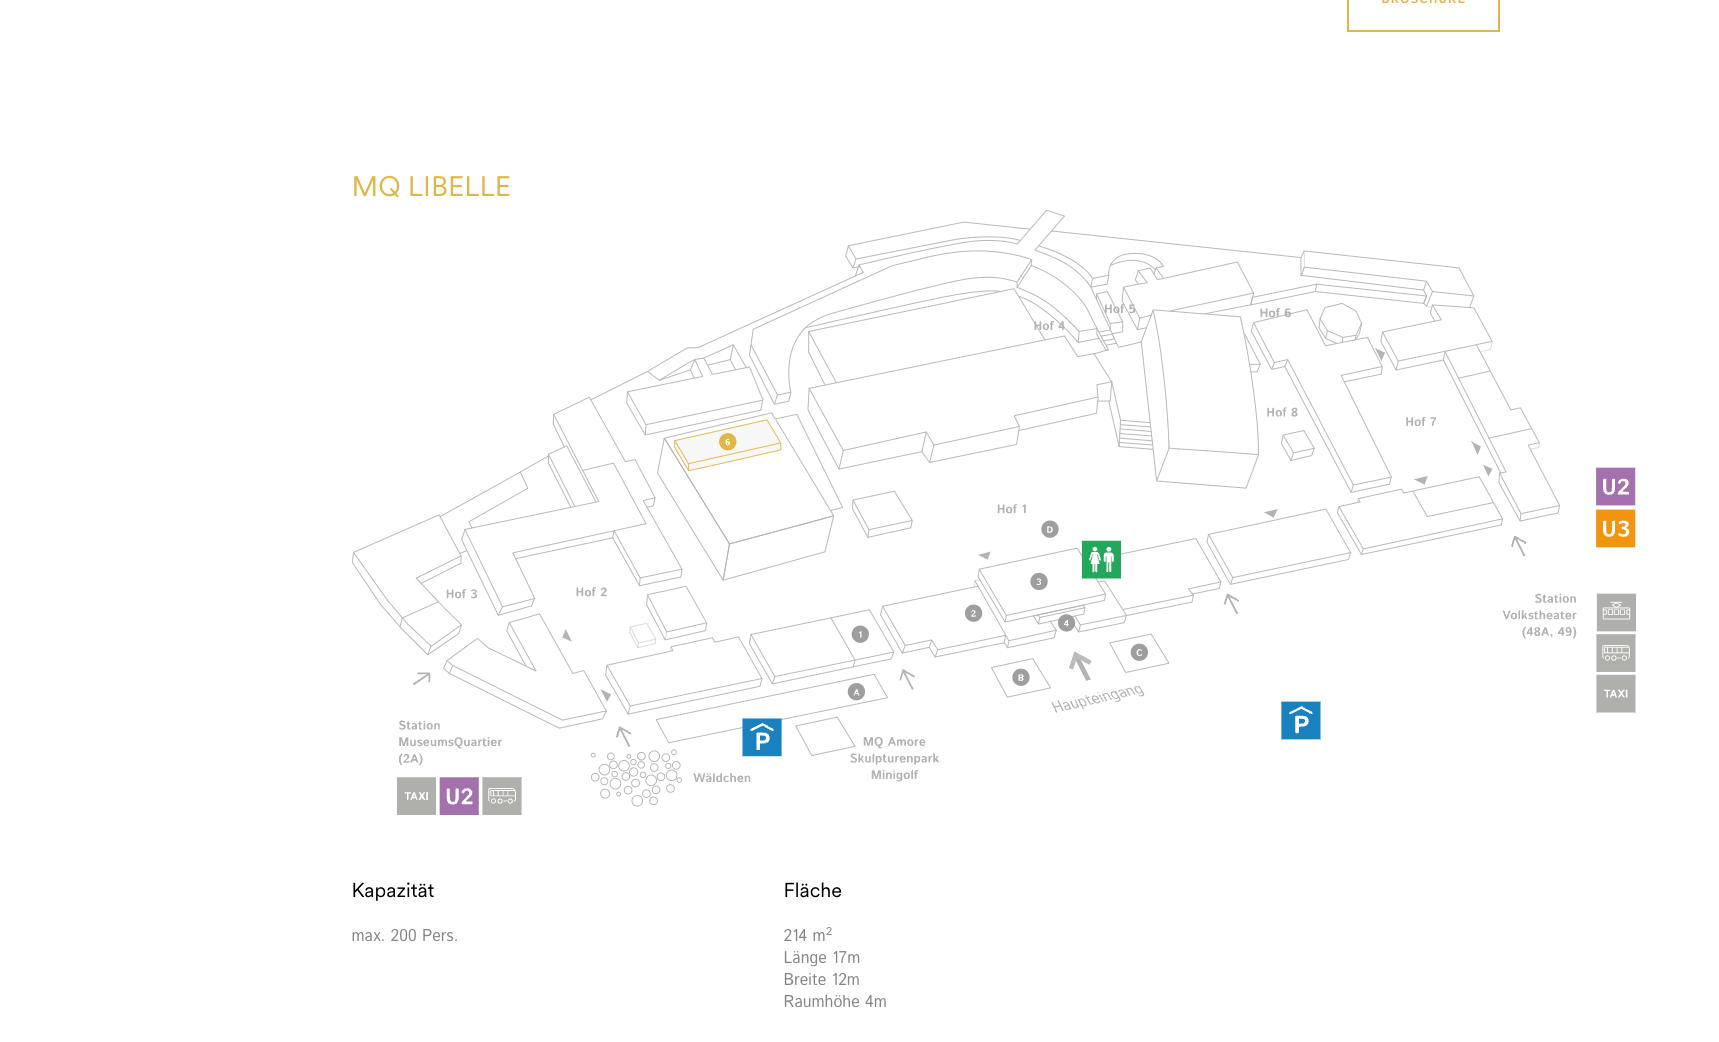 BROSCHÜRE
MQ LIBELLE
Hof 5
Hof 6
Hof 4
Hof 8
Hof 7
6
U2
Hof 1
D
U3
3
Hof 3
Hof 2
Station
Volkstheater
(48A, 49)
2
4
1
C
B
A
TAXI
Haupteingang
P
Station
MuseumsQuartier
(2A)
P
MQ Amore
Skulpturenpark
Minigolf
Wäldchen
TAXI
U2
Kapazität
Fläche
max. 200 Pers.
214 m²
Länge 17m
Breite 12m
Raumhöhe 4m